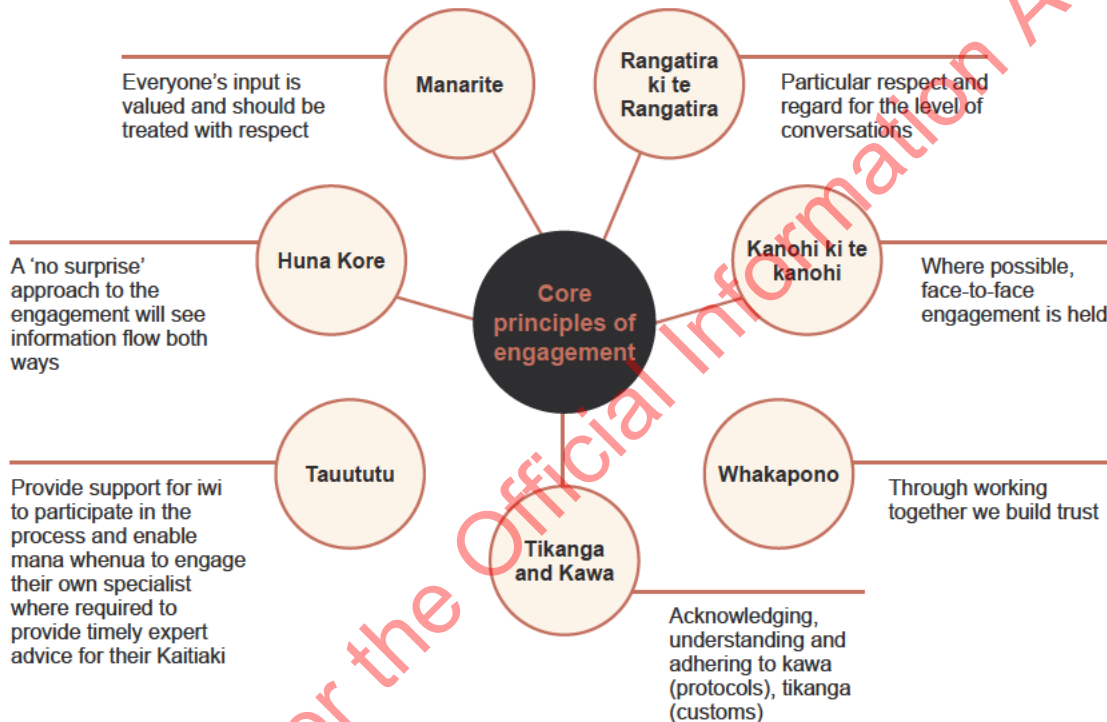 Manarite
Everyone's input is
valued and should be
treated with respect
Rangatira
ki te
Rangatira
Particular respect and
regard for the level of
conversations
Huna Kore
A ‘no surprise’
approach to the
engagement will see
information flow both
ways
Core
principles of
engagement
Kanohi ki te
kanohi
Where possible,
face-to-face
engagement is held
Tauututu
Provide support for iwi
to participate in the
process and enable
mana whenua to engage
their own specialist
where required to
provide timely expert
advice for their Kaitiaki
Tikanga
and Kawa
Acknowledging,
understanding and
adhering to kawa
(protocols), tikanga
(customs)
Whakapono
Through working
together we build trust
the Official Information